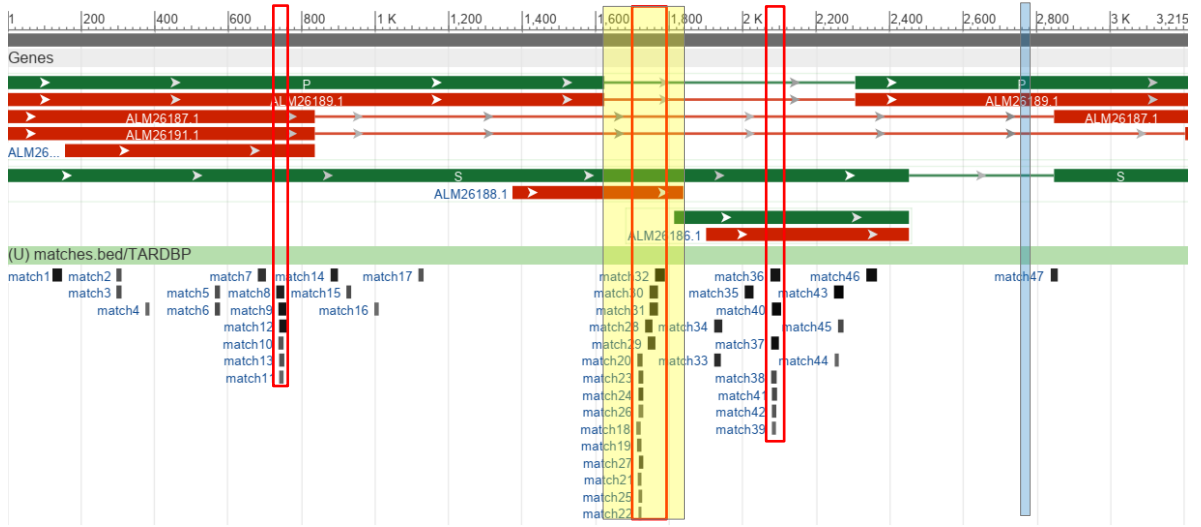 1 200 400 600 800 1 K 1,200 1,400 1,600 1,800 2 K 2,200 2,400 2,600 2,800 3 K 3,215
Genes
P P
ALM26189.1 ALM26189.1
ALM26187.1 ALM26187.1
ALM26191.1
ALM26...
S S
ALM26188.1
ALM26186.1
(U) matches.bed/TARDBP
match1 match2 match7 match14 match17 match32 match36 match46 match47
match3 match5 match8 match15 match30 match35 match43
match4 match6 match9 match16 match31 match40
match12 match28 match34 match45
match10 match29 match37
match13 match20 match33 match44
match11 match23 match38
match24 match41
match26 match42
match18 match39
match19
match27
match21
match25
match22